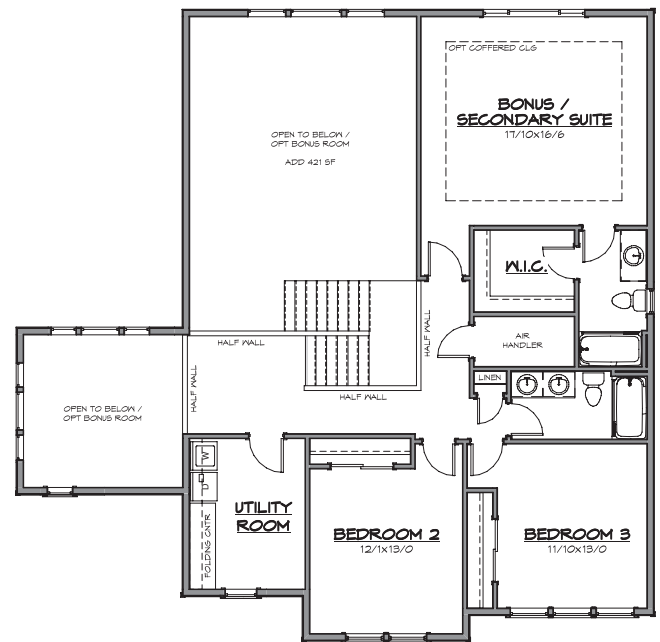 OPT COFFERED CLG
BONUS /
SECONDARY SUITE
17/10x16/6
OPEN TO BELOW /
OPT BONUS ROOM
ADD 421 SF
W.I.C.
AIR
HANDLER
HALF WALL
HALF WALL
HALF WALL
HALF WALL
LINEN
OPEN TO BELOW /
OPT BONUS ROOM
W
D
FOLDING CNTR
UTILITY
ROOM
BEDROOM 2
12/1x13/0
BEDROOM 3
11/10x13/0